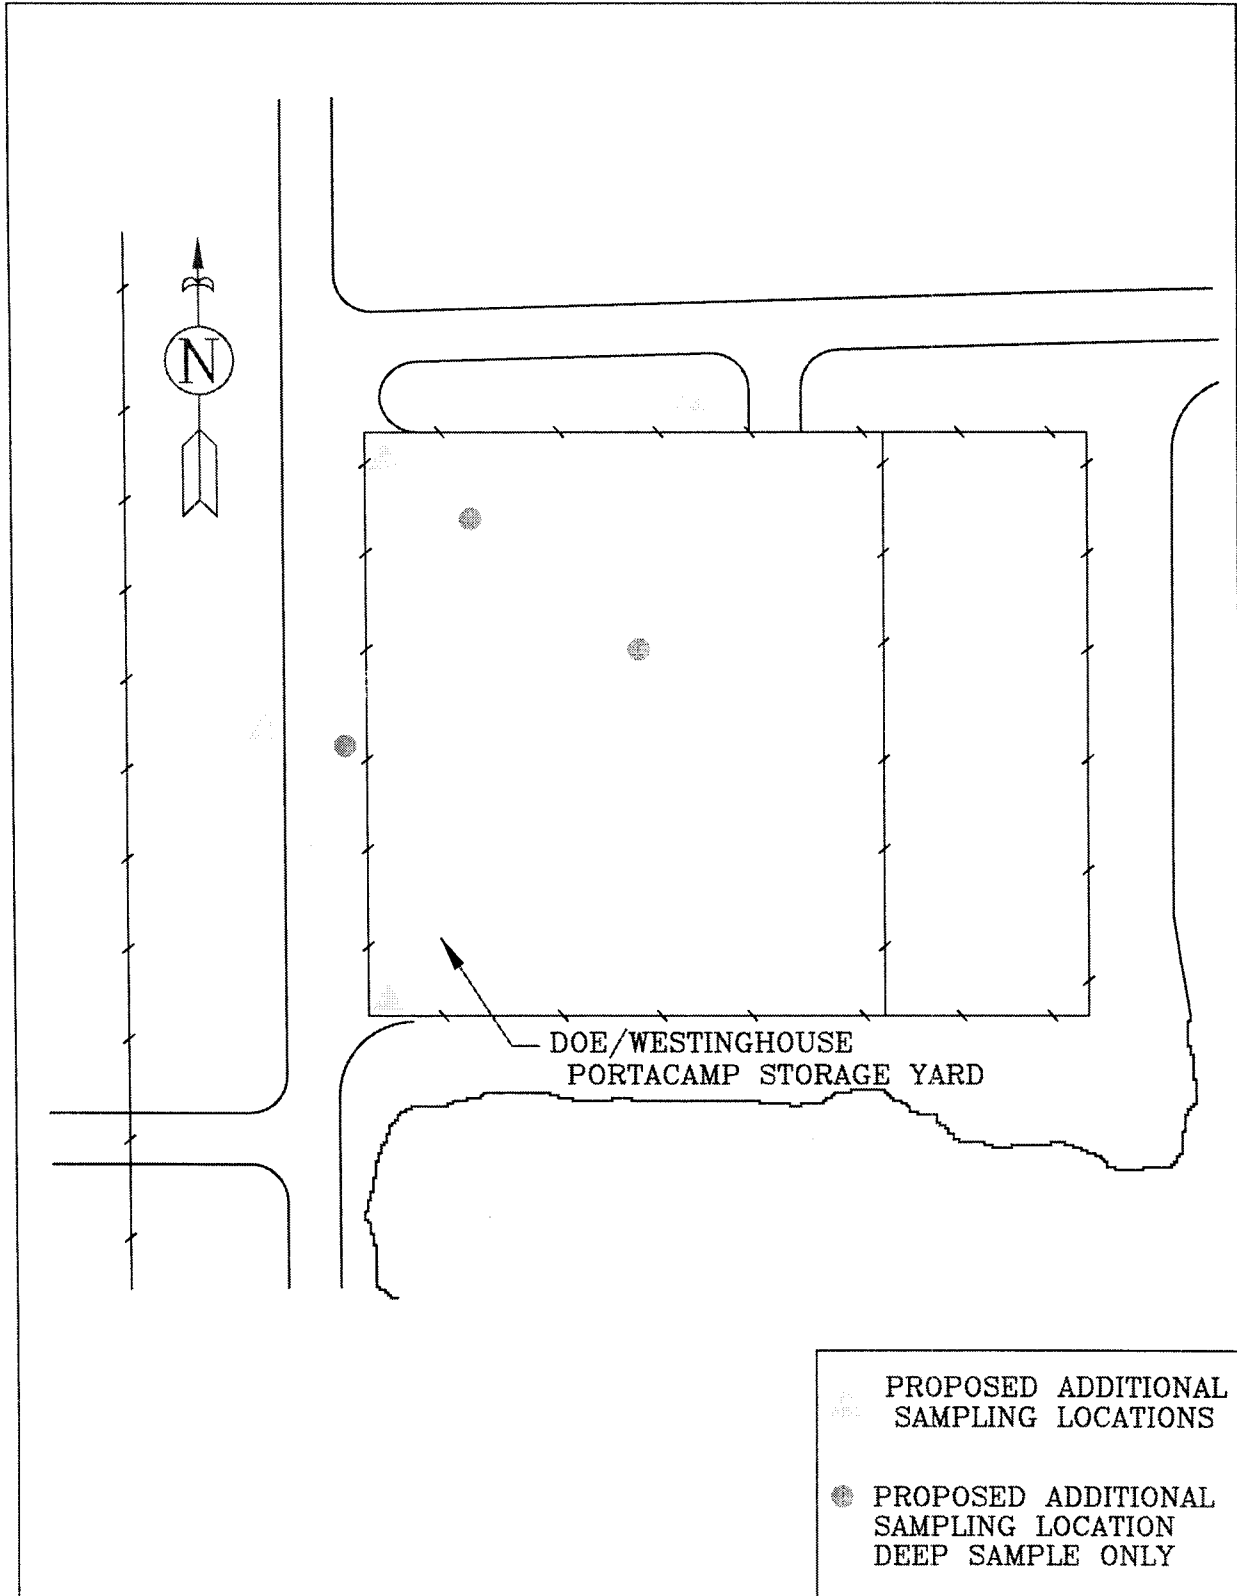 N
DOE/WESTINGHOUSE
PORTACAMP STORAGE YARD
PROPOSED ADDITIONAL
SAMPLING LOCATIONS
PROPOSED ADDITIONAL
SAMPLING LOCATION
DEEP SAMPLE ONLY